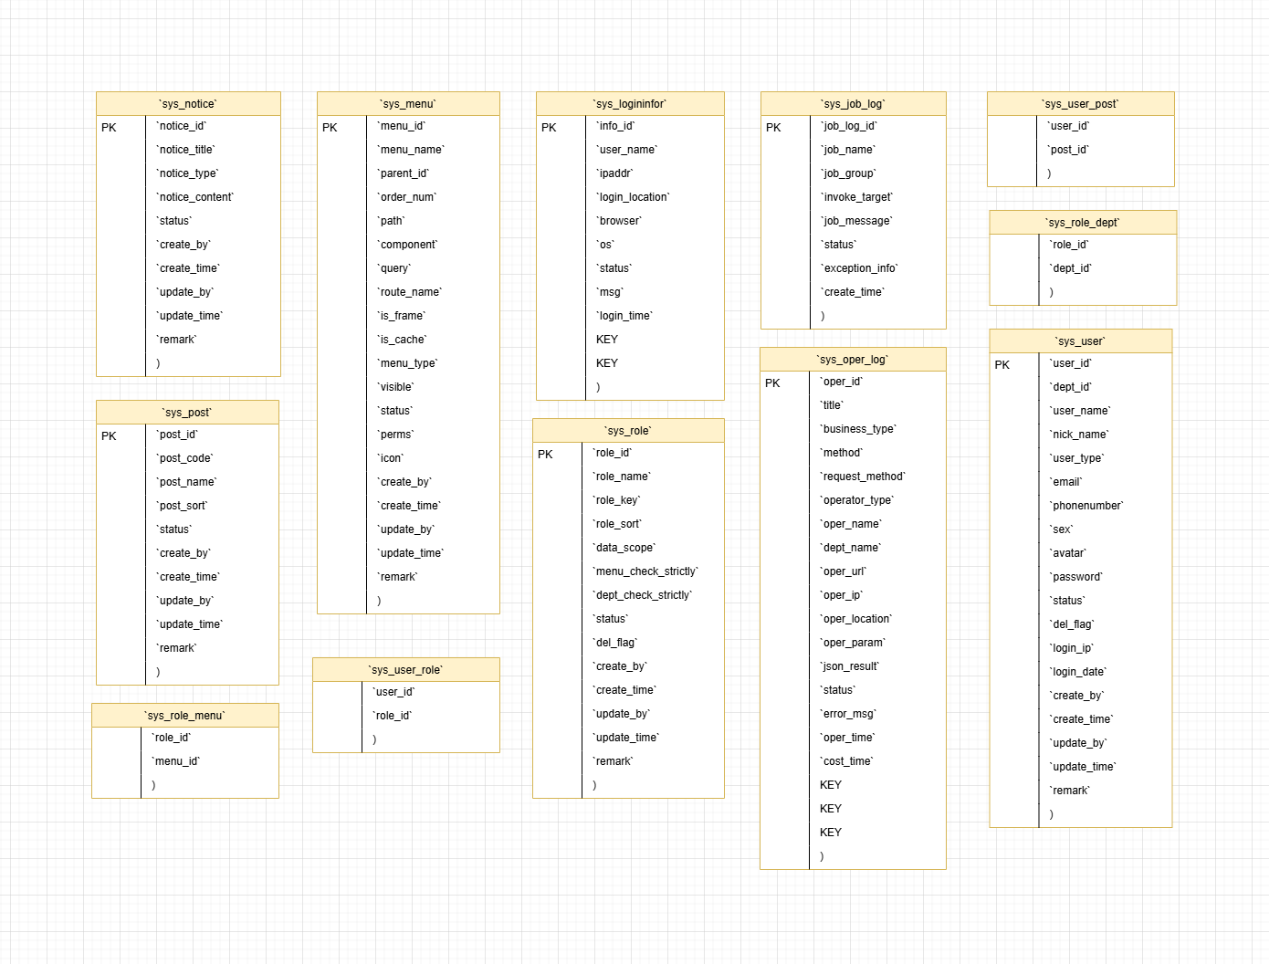 `sys_notice`
PK
`notice_id`
`notice_title`
`notice_type`
`notice_content`
`status`
`create_by`
`create_time`
`update_by`
`update_time`
`remark`
)
`sys_post`
PK
`post_id`
`post_code`
`post_name`
`post_sort`
`status`
`create_by`
`create_time`
`update_by`
`update_time`
`remark`
)
`sys_role_menu`
`role_id`
`menu_id`
)
`sys_menu`
PK
`menu_id`
`menu_name`
`parent_id`
`order_num`
`path`
`component`
`query`
`route_name`
`is_frame`
`is_cache`
`menu_type`
`visible`
`status`
`perms`
`icon`
`create_by`
`create_time`
`update_by`
`update_time`
`remark`
)
`sys_user_role`
`user_id`
`role_id`
)
`sys_logininfor`
PK
`info_id`
`user_name`
`ipaddr`
`login_location`
`browser`
`os`
`status`
`msg`
`login_time`
KEY
KEY
)
`sys_role`
PK
`role_id`
`role_name`
`role_key`
`role_sort`
`data_scope`
`menu_check_strictly`
`dept_check_strictly`
`status`
`del_flag`
`create_by`
`create_time`
`update_by`
`update_time`
`remark`
)
`sys_job_log`
PK
`job_log_id`
`job_name`
`job_group`
`invoke_target`
`job_message`
`status`
`exception_info`
`create_time`
)
`sys_oper_log`
PK
`oper_id`
`title`
`business_type`
`method`
`request_method`
`operator_type`
`oper_name`
`dept_name`
`oper_url`
`oper_ip`
`oper_location`
`oper_param`
`json_result`
`status`
`error_msg`
`oper_time`
`cost_time`
KEY
KEY
KEY
)
`sys_user_post`
`user_id`
`post_id`
)
`sys_role_dept`
`role_id`
`dept_id`
)
`sys_user`
PK
`user_id`
`dept_id`
`user_name`
`nick_name`
`user_type`
`email`
`phonenumber`
`sex`
`avatar`
`password`
`status`
`del_flag`
`login_ip`
`login_date`
`create_by`
`create_time`
`update_by`
`update_time`
`remark`
)